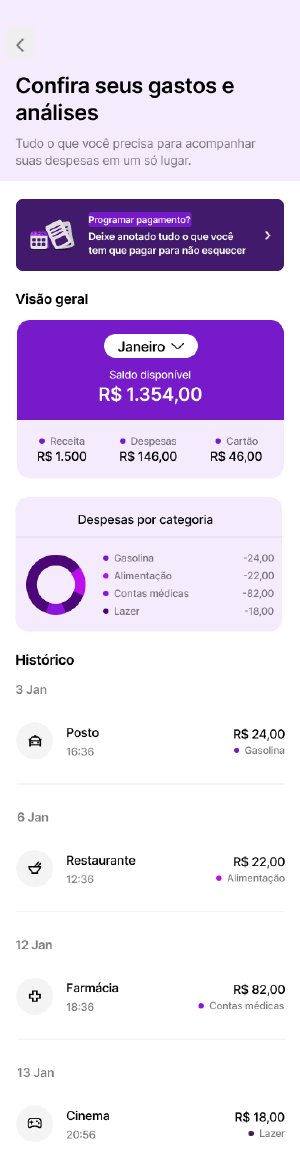 Confira seus gastos e
análises
Tudo o que você precisa para acompanhar
suas despesas em um só lugar.
Programar pagamento?
Deixe anotado tudo o que você
tem que pagar para não esquecer
Visão geral
Janeiro
Saldo disponível
R$ 1.354,00
Receita Despesas Cartão
R$ 1.500 R$ 146,00 R$ 46,00
Despesas por categoria
Gasolina -24,00
Alimentação -22,00
Contas médicas -82,00
Lazer -18,00
Histórico
3 Jan
Posto R$ 24,00
16:36 Gasolina
6 Jan
Restaurante R$ 22,00
12:36 Alimentação
12 Jan
Farmácia R$ 82,00
18:36 Contas médicas
13 Jan
Cinema R$ 18,00
20:56 Lazer